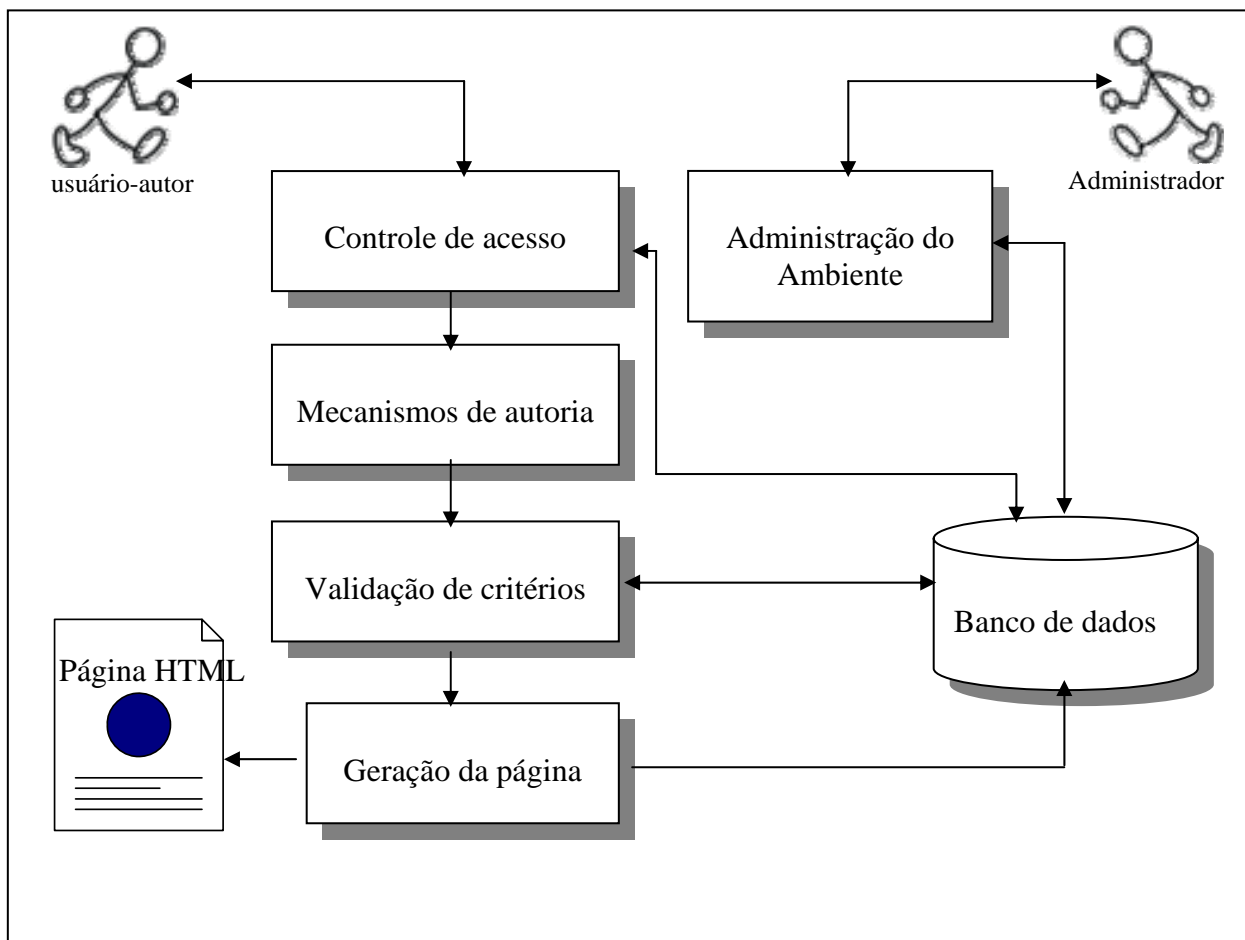 usuário-autor
Administrador
Controle de acesso
Administração do
Ambiente
Mecanismos de autoria
Validação de critérios
Banco de dados
Página HTML
Geração da página